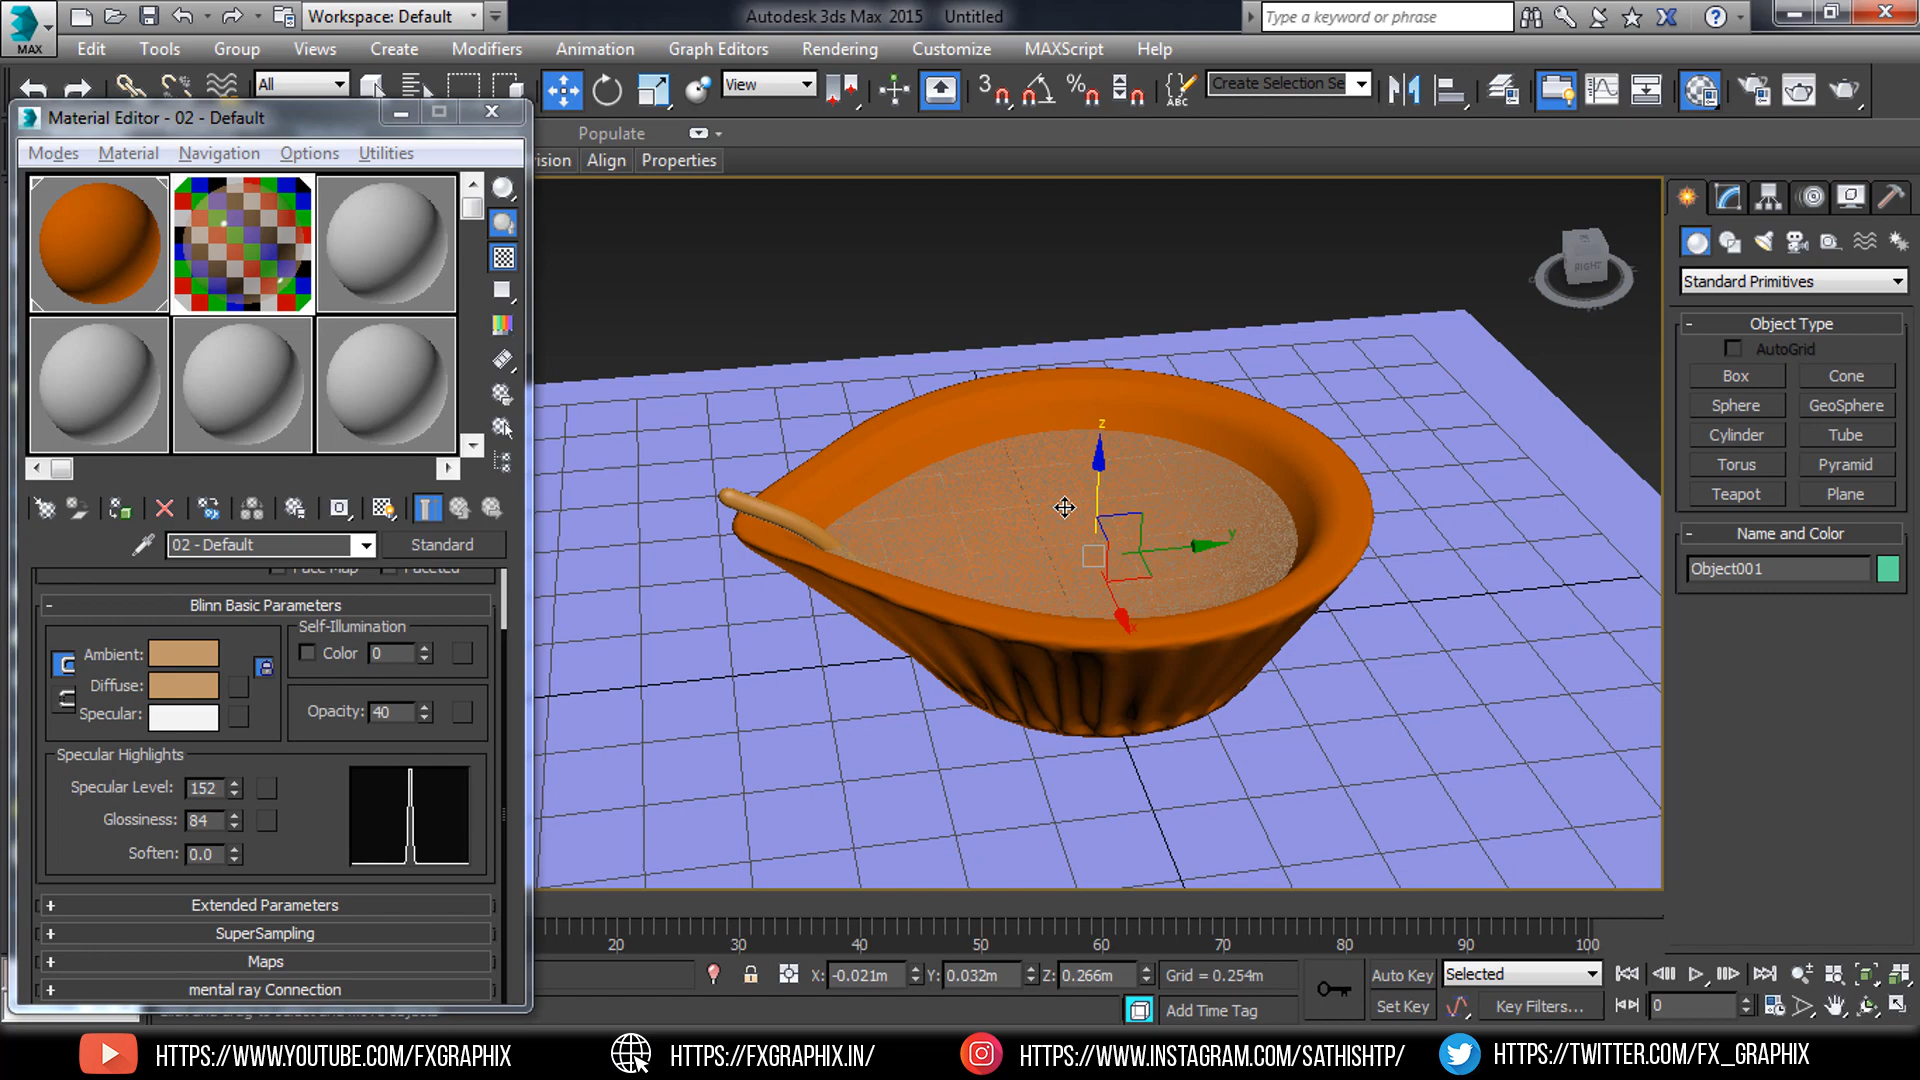 Workspace: Default
Autodesk 3ds Max 2015 Untitled
Type a keyword or phrase
MAX
Edit Tools Group Views Create Modifiers Animation Graph Editors Rendering Customize MAXScript Help
All
View
3
ABC
Create Selection Se
Material Editor - 02 - Default
Populate
Modes Material Navigation Options Utilities
Align Properties
RIGHT
Standard Primitives
Object Type
AutoGrid
Box Cone
Sphere GeoSphere
Cylinder Tube
Torus Pyramid
Teapot Plane
Name and Color
Object001
z
y
x
02 - Default
Standard
Face Map Faceted
Blinn Basic Parameters
Self-Illumination
Ambient:
Color 0
Diffuse:
Specular:
Opacity: 40
Specular Highlights
Specular Level: 152
Glossiness: 84
Soften: 0.0
Extended Parameters
SuperSampling
Maps
mental ray Connection
20 30 40 50 60 70 80 90 100
X: -0.021m Y: 0.032m Z: 0.266m Grid = 0.254m
Auto Key Selected
Add Time Tag
Set Key Key Filters... 0
HTTPS://WWW.YOUTUBE.COM/FXGRAPHIX
HTTPS://FXGRAPHIX.IN/
HTTPS://WWW.INSTAGRAM.COM/SATHISHTP/
HTTPS://TWITTER.COM/FX_GRAPHIX